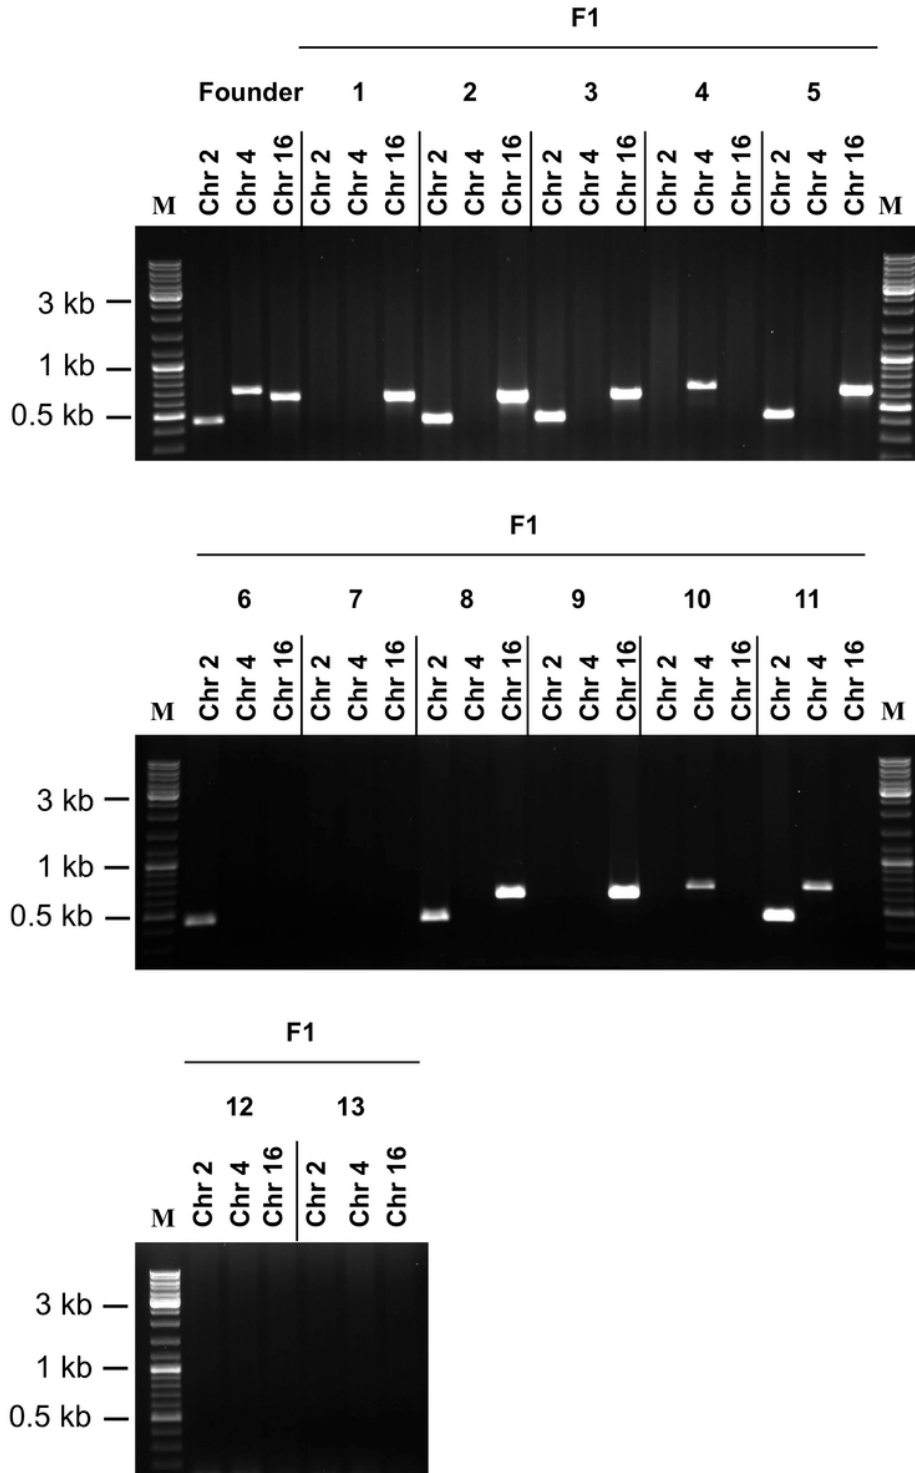 F1
Founder 1 2 3 4 5
M Chr 2 Chr 4 Chr 16 Chr 2 Chr 4 Chr 16 Chr 2 Chr 4 Chr 16 Chr 2 Chr 4 Chr 16 Chr 2 Chr 4 Chr 16 Chr 2 Chr 4 Chr 16 M
3 kb
1 kb
0.5 kb
F1
6 7 8 9 10 11
M Chr 2 Chr 4 Chr 16 Chr 2 Chr 4 Chr 16 Chr 2 Chr 4 Chr 16 Chr 2 Chr 4 Chr 16 Chr 2 Chr 4 Chr 16 Chr 2 Chr 4 Chr 16 M
3 kb
1 kb
0.5 kb
F1
12 13
M Chr 2 Chr 4 Chr 16 Chr 2 Chr 4 Chr 16
3 kb
1 kb
0.5 kb